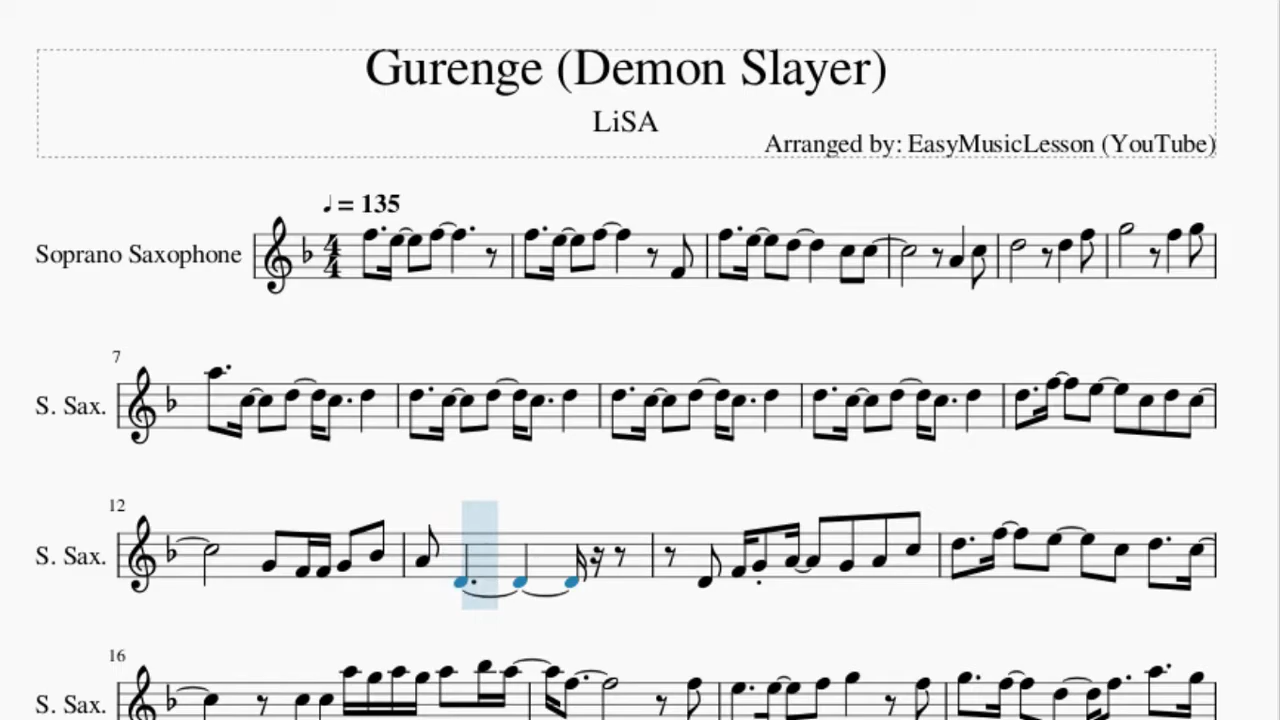 Gurenge (Demon Slayer)
LiSA
Arranged by: EasyMusicLesson (YouTube)
♩ = 135
Soprano Saxophone
4
4
7
S. Sax.
12
S. Sax.
16
S. Sax.